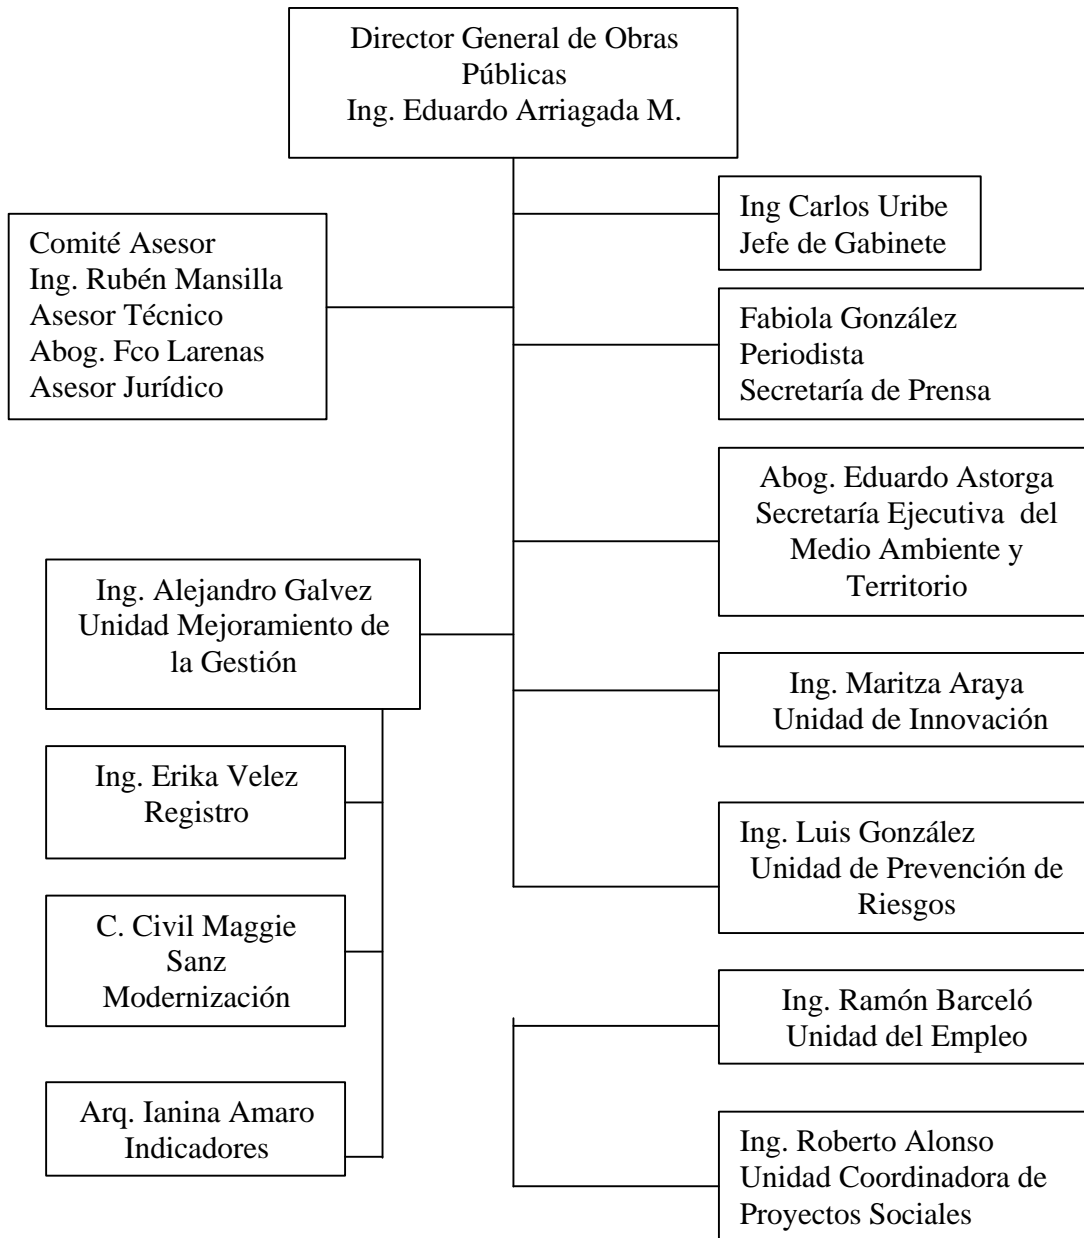 Director General de Obras
Públicas
Ing. Eduardo Arriagada M.
Ing Carlos Uribe
Jefe de Gabinete
Comité Asesor
Ing. Rubén Mansilla
Asesor Técnico
Abog. Fco Larenas
Asesor Jurídico
Fabiola González
Periodista
Secretaría de Prensa
Abog. Eduardo Astorga
Secretaría Ejecutiva del
Medio Ambiente y
Territorio
Ing. Alejandro Galvez
Unidad Mejoramiento de
la Gestión
Ing. Maritza Araya
Unidad de Innovación
Ing. Erika Velez
Registro
Ing. Luis González
Unidad de Prevención de
Riesgos
C. Civil Maggie
Sanz
Modernización
Ing. Ramón Barceló
Unidad del Empleo
Arq. Ianina Amaro
Indicadores
Ing. Roberto Alonso
Unidad Coordinadora de
Proyectos Sociales